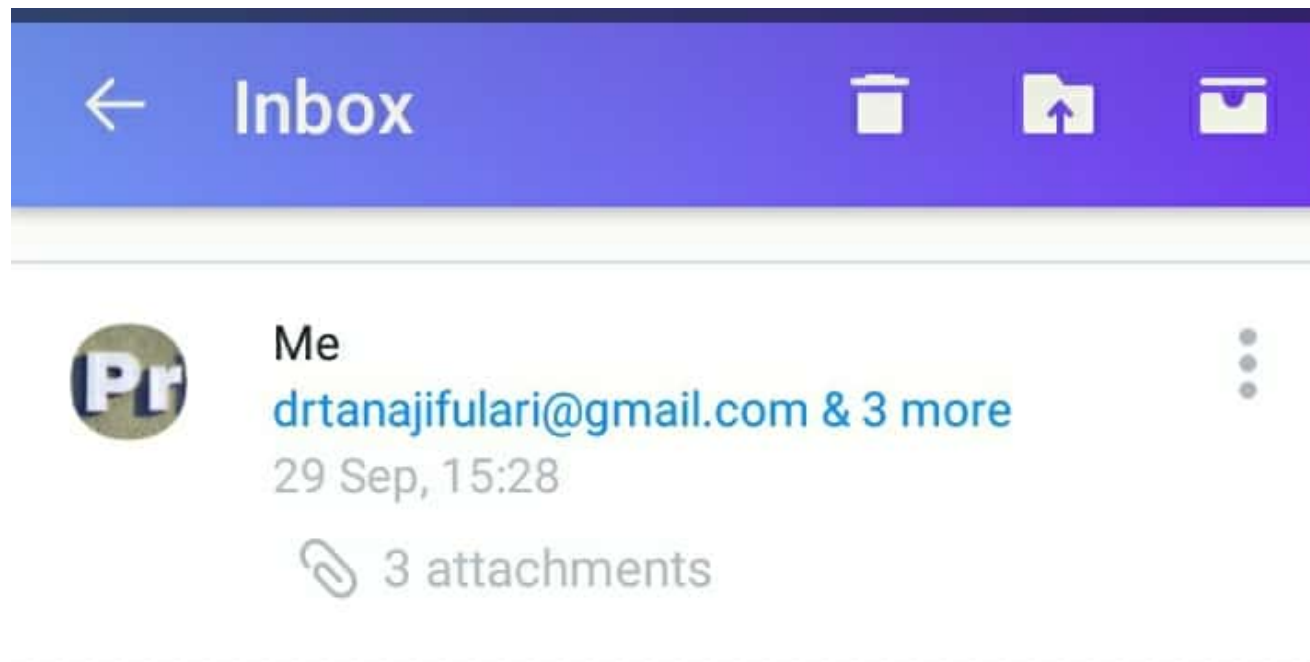 Inbox
Pr
Me
drtanajifulari@gmail.com & 3 more
29 Sep, 15:28
3 attachments